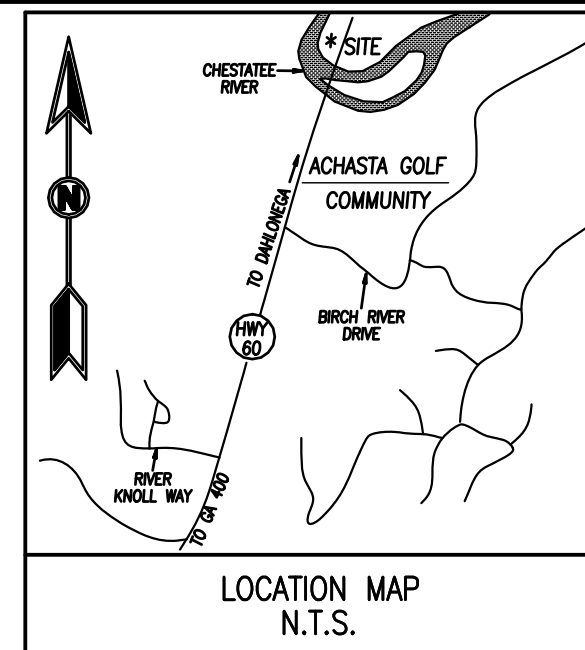 * SITE
CHESTATEE
RIVER
ACHASTA GOLF
COMMUNITY
TO DAHLONEGA
N
BIRCH RIVER
DRIVE
HWY
60
RIVER
KNOLL WAY
TO GA 400
LOCATION MAP
N.T.S.